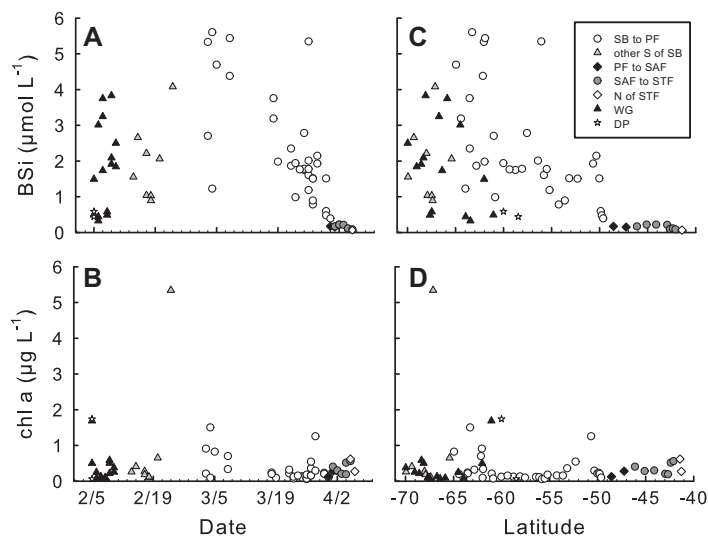 A
C
BSi (µmol L⁻¹)
6
5
4
3
2
1
0
SB to PF
other S of SB
PF to SAF
SAF to STF
N of STF
WG
DP
B
D
chl a (µg L⁻¹)
6
5
4
3
2
1
0
2/5 2/19 3/5 3/19 4/2
-70 -65 -60 -55 -50 -45 -40
Date
Latitude